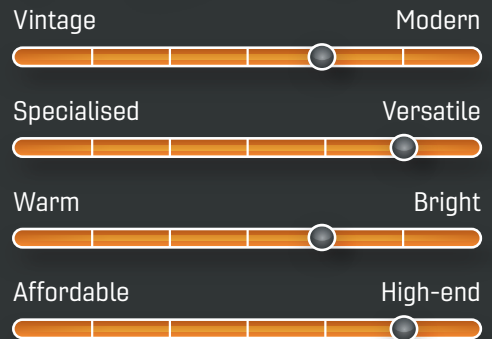 Vintage Modern
Specialised Versatile
Warm Bright
Affordable High-end